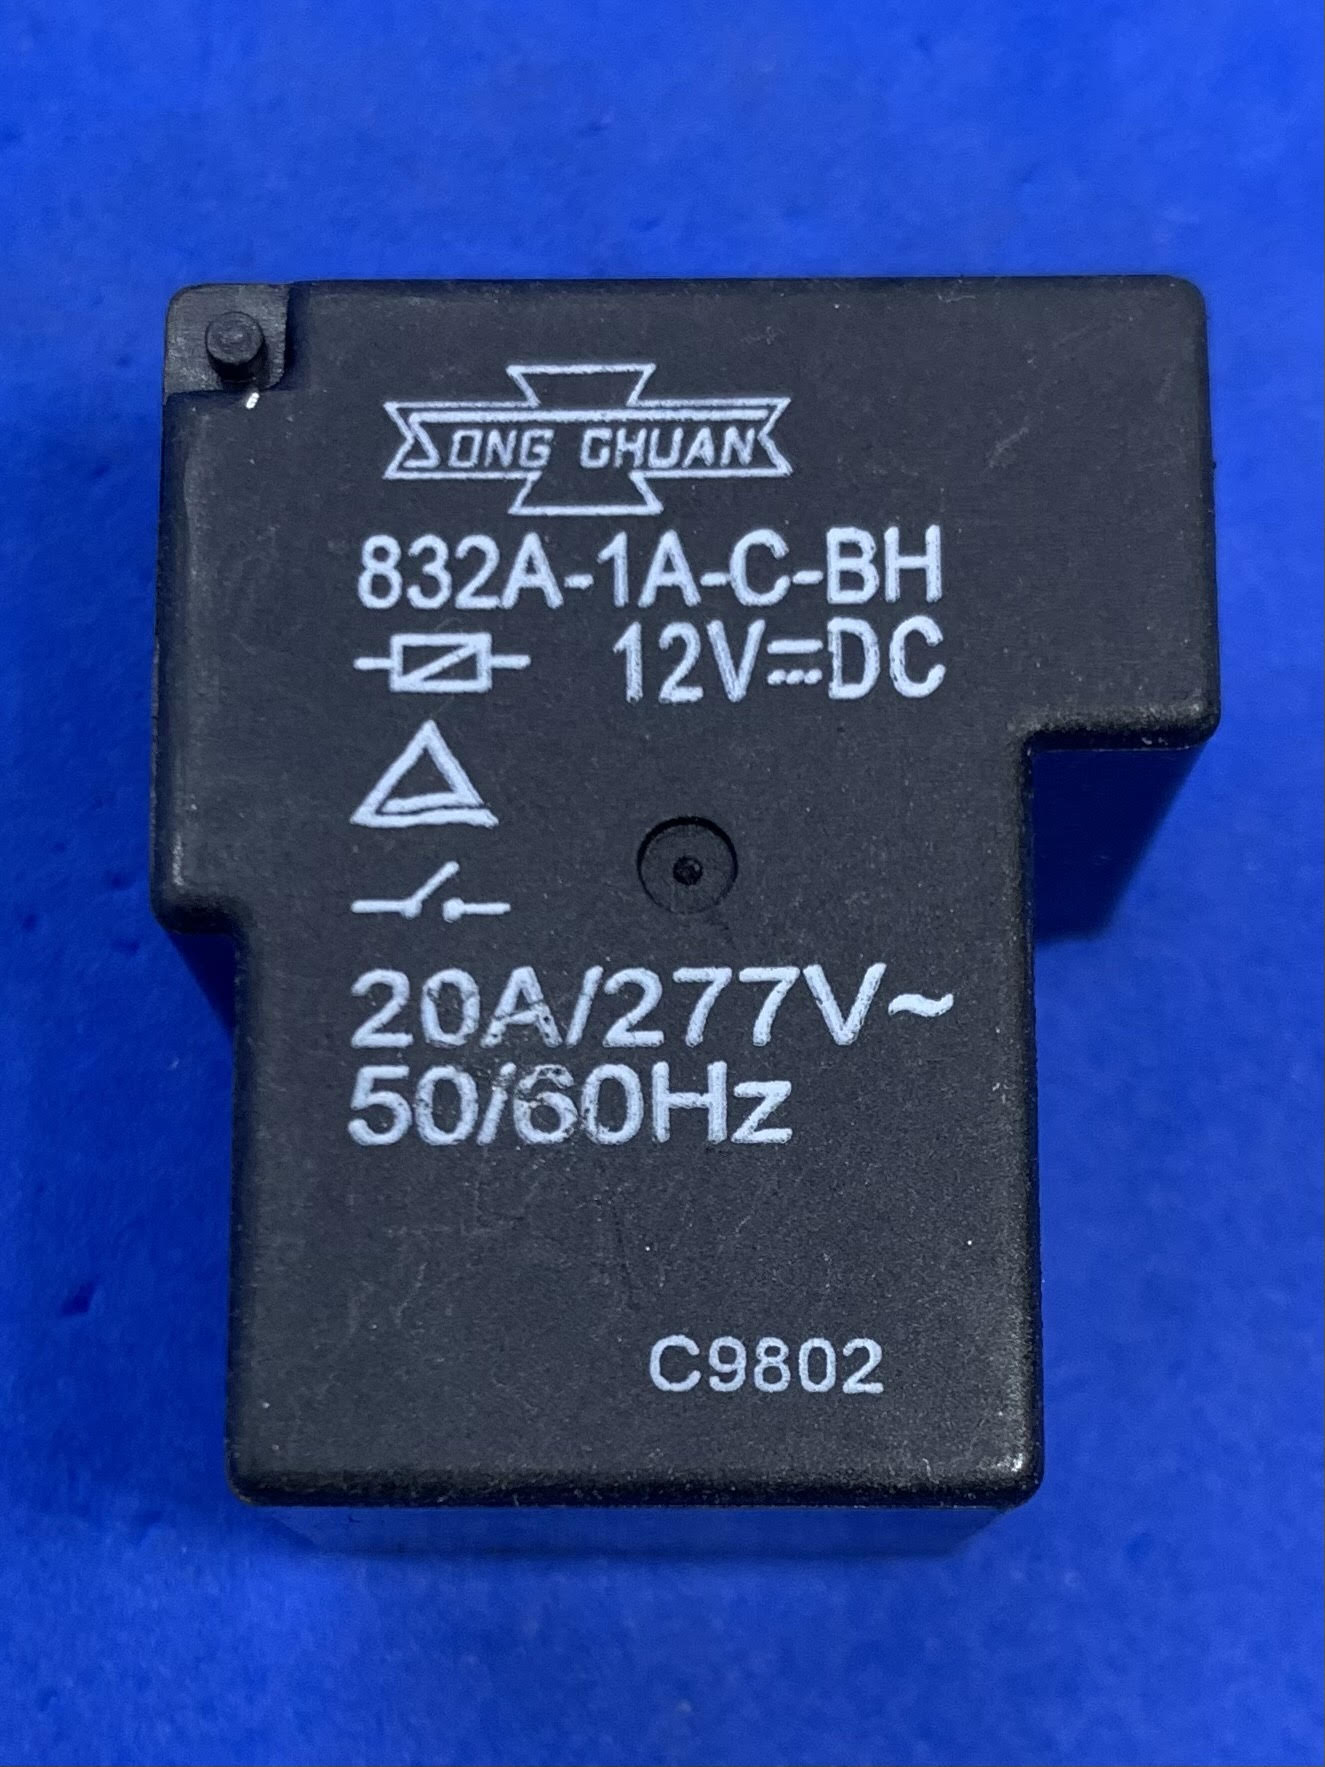 SONG CHUAN
832A-1A-C-BH
12V⎓DC
20A/277V~
50/60Hz
C9802